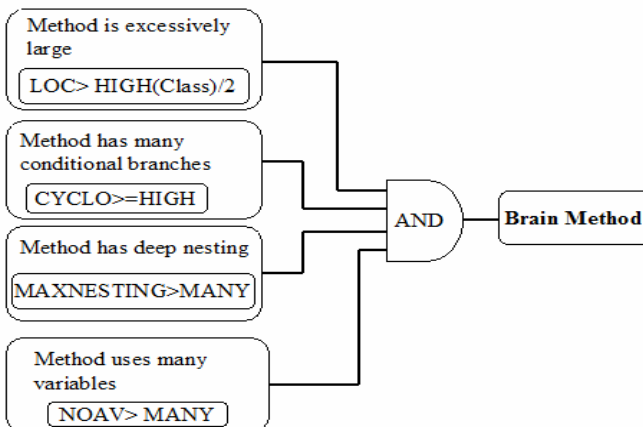 Method is excessively
large
LOC> HIGH(Class)/2
Method has many
conditional branches
CYCLO>=HIGH
Method has deep nesting
MAXNESTING>MANY
Method uses many
variables
NOAV> MANY
AND
Brain Method